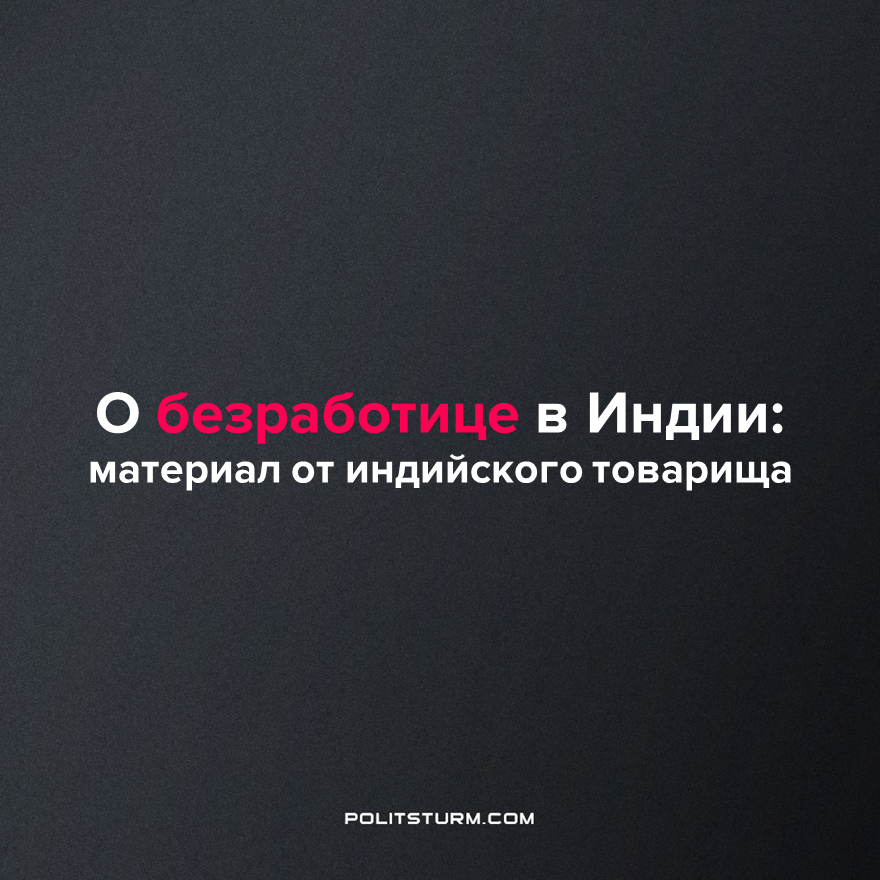 О безработице в Индии:
материал от индийского товарища
POLITSTURM.COM